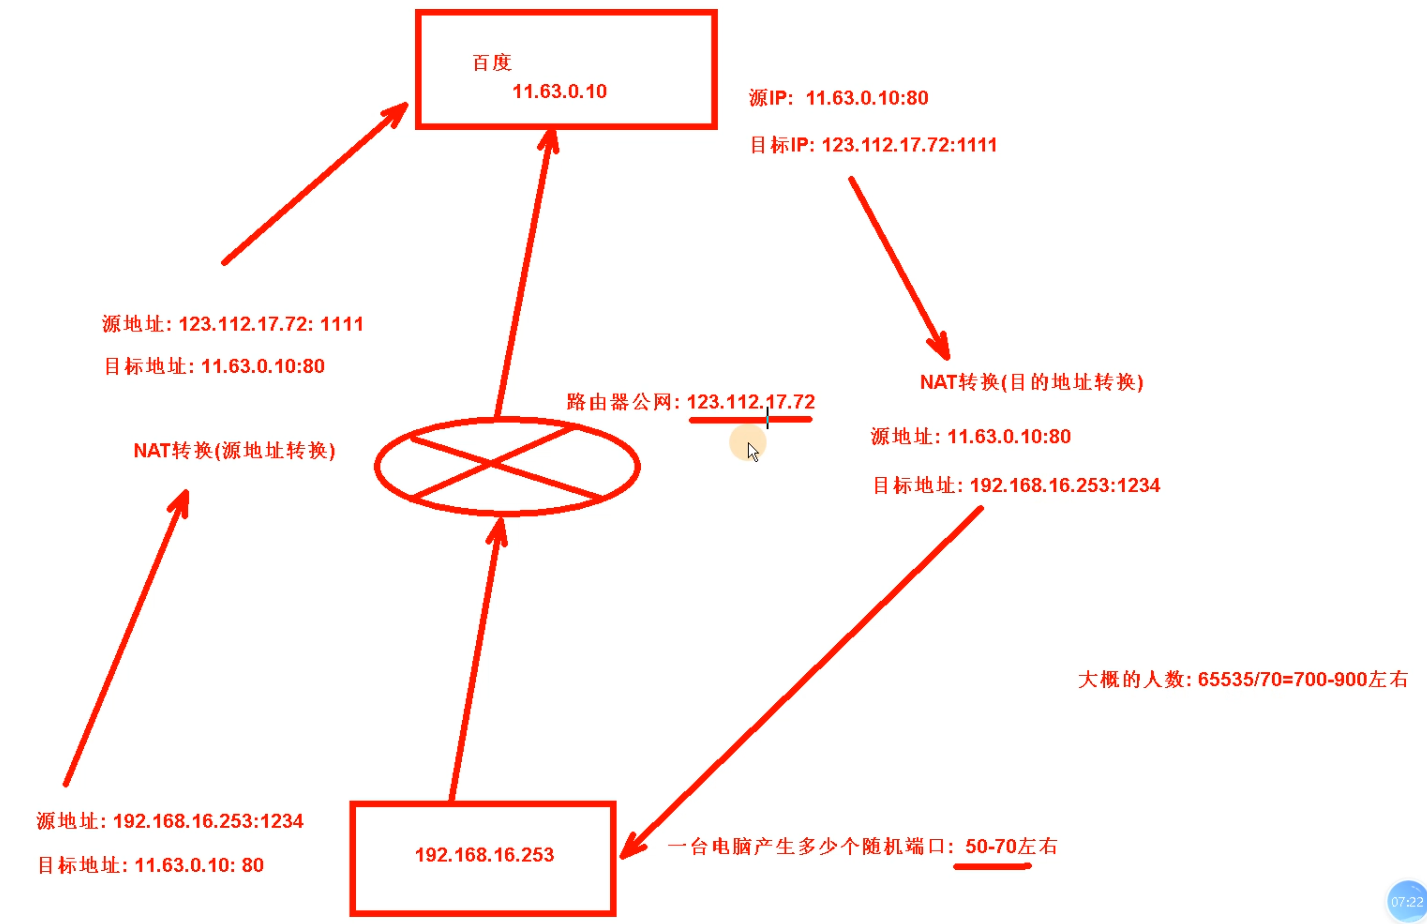 百度
11.63.0.10
源IP: 11.63.0.10:80
目标IP: 123.112.17.72:1111
源地址: 123.112.17.72: 1111
目标地址: 11.63.0.10:80
NAT转换(目的地址转换)
路由器公网: 123.112.17.72
源地址: 11.63.0.10:80
NAT转换(源地址转换)
目标地址: 192.168.16.253:1234
大概的人数: 65535/70=700-900左右
源地址: 192.168.16.253:1234
一台电脑产生多少个随机端口: 50-70左右
192.168.16.253
目标地址: 11.63.0.10: 80
07:22